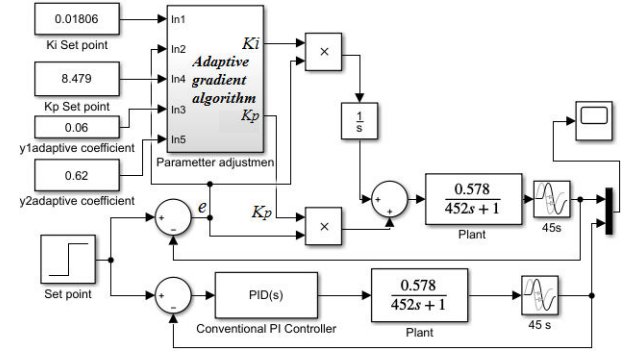 0.01806
Ki Set point
8.479
Kp Set point
0.06
y1adaptive coefficient
0.62
y2adaptive coefficient
In1
In2
In4
In3
In5
Adaptive
gradient
algorithm
Ki
Kp
Parametter adjustmen
×
1
s
e
Kp
×
+
+
0.578
452s + 1
Plant
45s
+
−
Set point
+
−
PID(s)
Conventional PI Controller
0.578
452s + 1
Plant
45 s